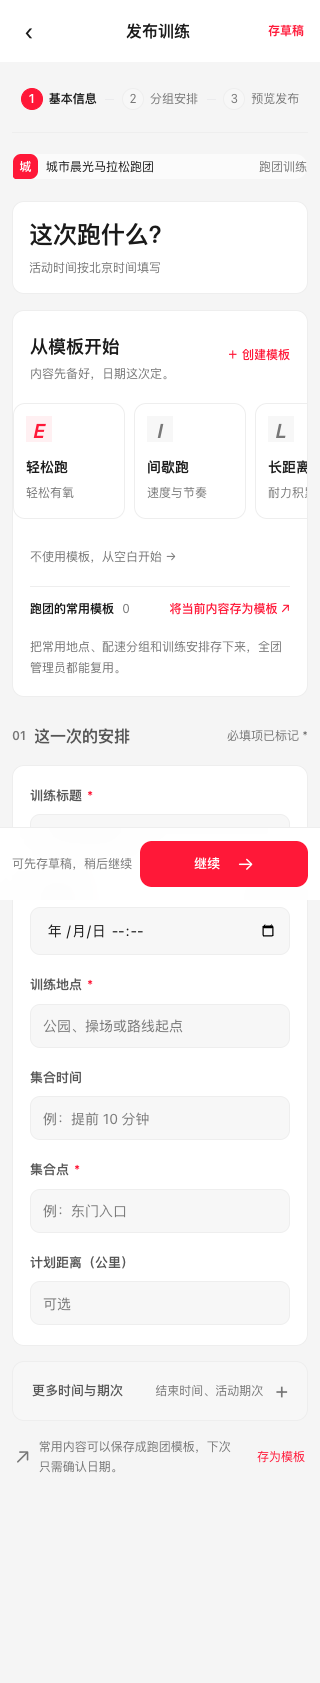 ‹ 发布训练 存草稿
1 基本信息 2 分组安排 3 预览发布
城 城市晨光马拉松跑团 跑团训练
这次跑什么?
活动时间按北京时间填写
从模板开始
+ 创建模板
内容先备好，日期这次定。
E I L
轻松跑 间歇跑 长距离
轻松有氧 速度与节奏 耐力积
不使用模板，从空白开始 →
跑团的常用模板 0 将当前内容存为模板 ↗
把常用地点、配速分组和训练安排存下来，全团
管理员都能复用。
01 这一次的安排 必填项已标记 *
训练标题 *
可先存草稿，稍后继续 继续 →
年 /月/日 --:--
训练地点 *
公园、操场或路线起点
集合时间
例：提前 10 分钟
集合点 *
例：东门入口
计划距离（公里）
可选
更多时间与期次 结束时间、活动期次 +
常用内容可以保存成跑团模板，下次
只需确认日期。
↗ 存为模板